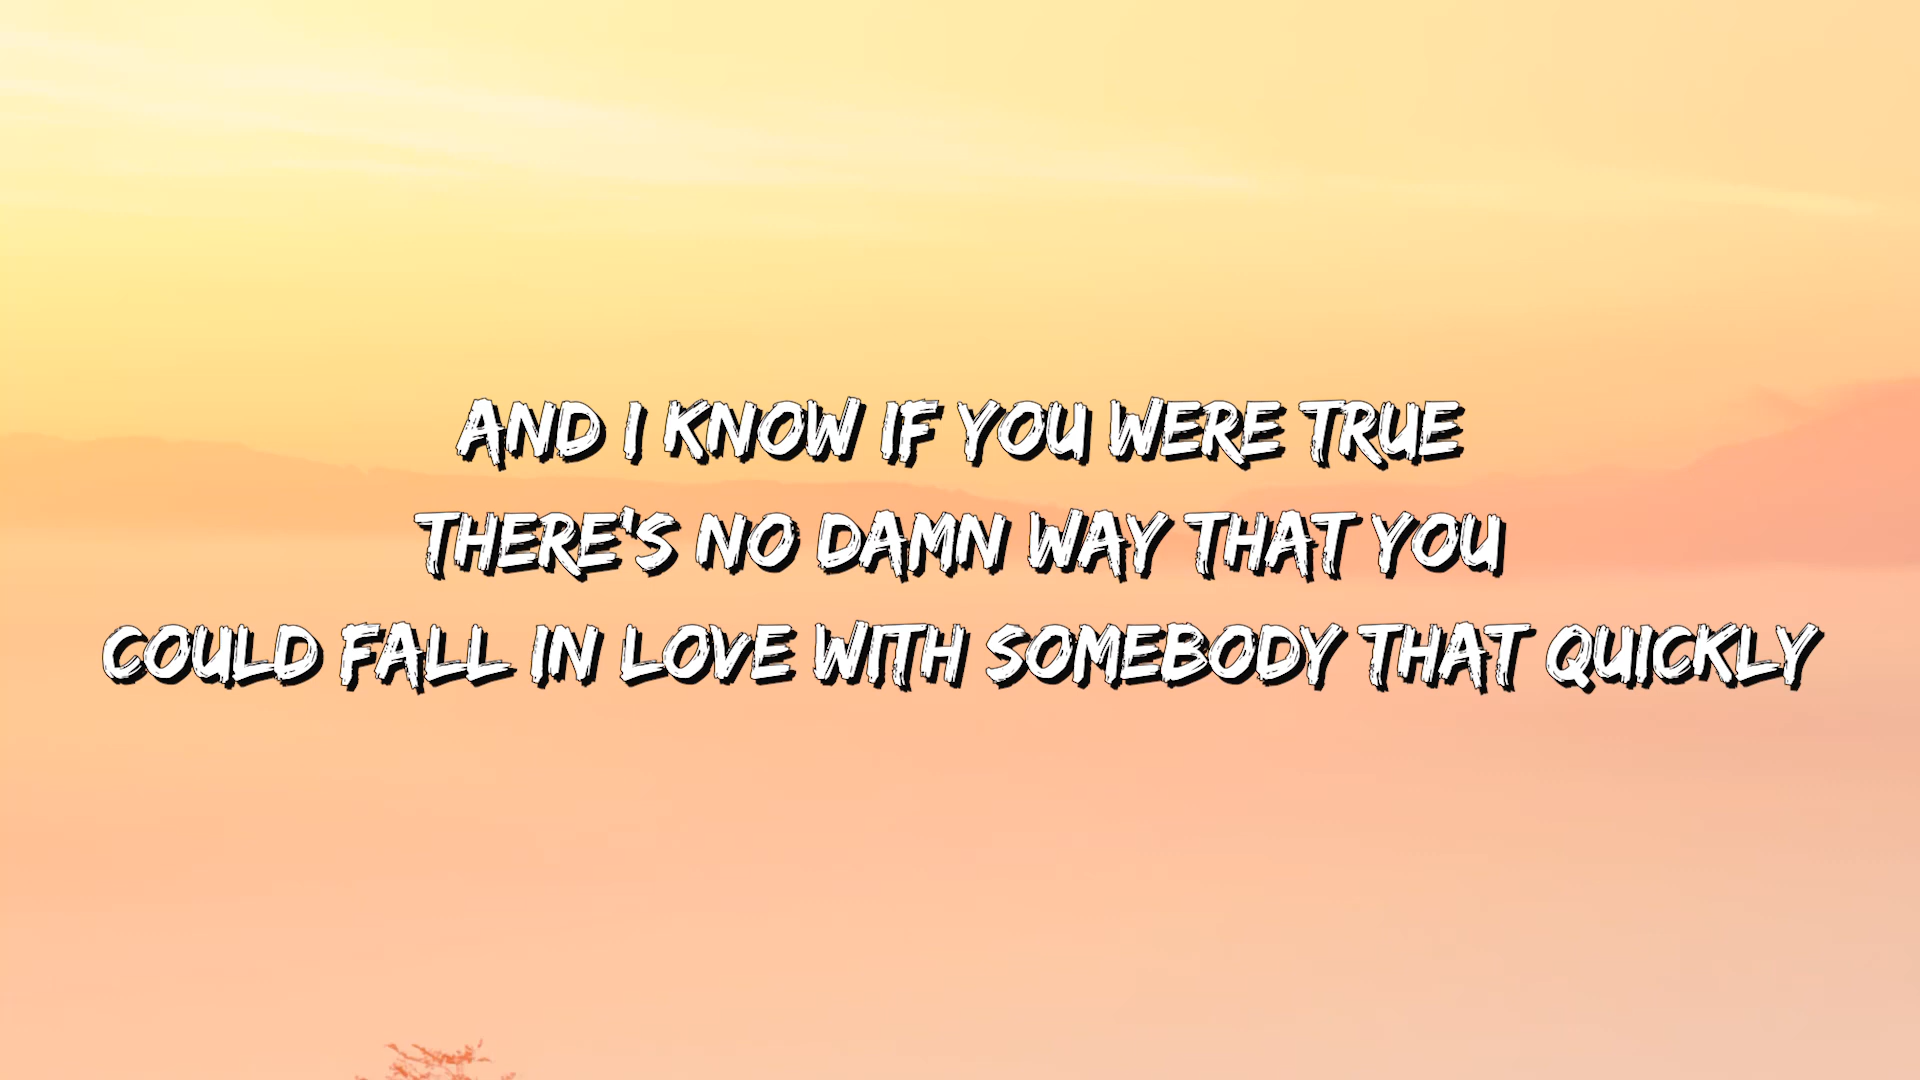 AND I KNOW IF YOU WERE TRUE
THERE'S NO DAMN WAY THAT YOU
COULD FALL IN LOVE WITH SOMEBODY THAT QUICKLY